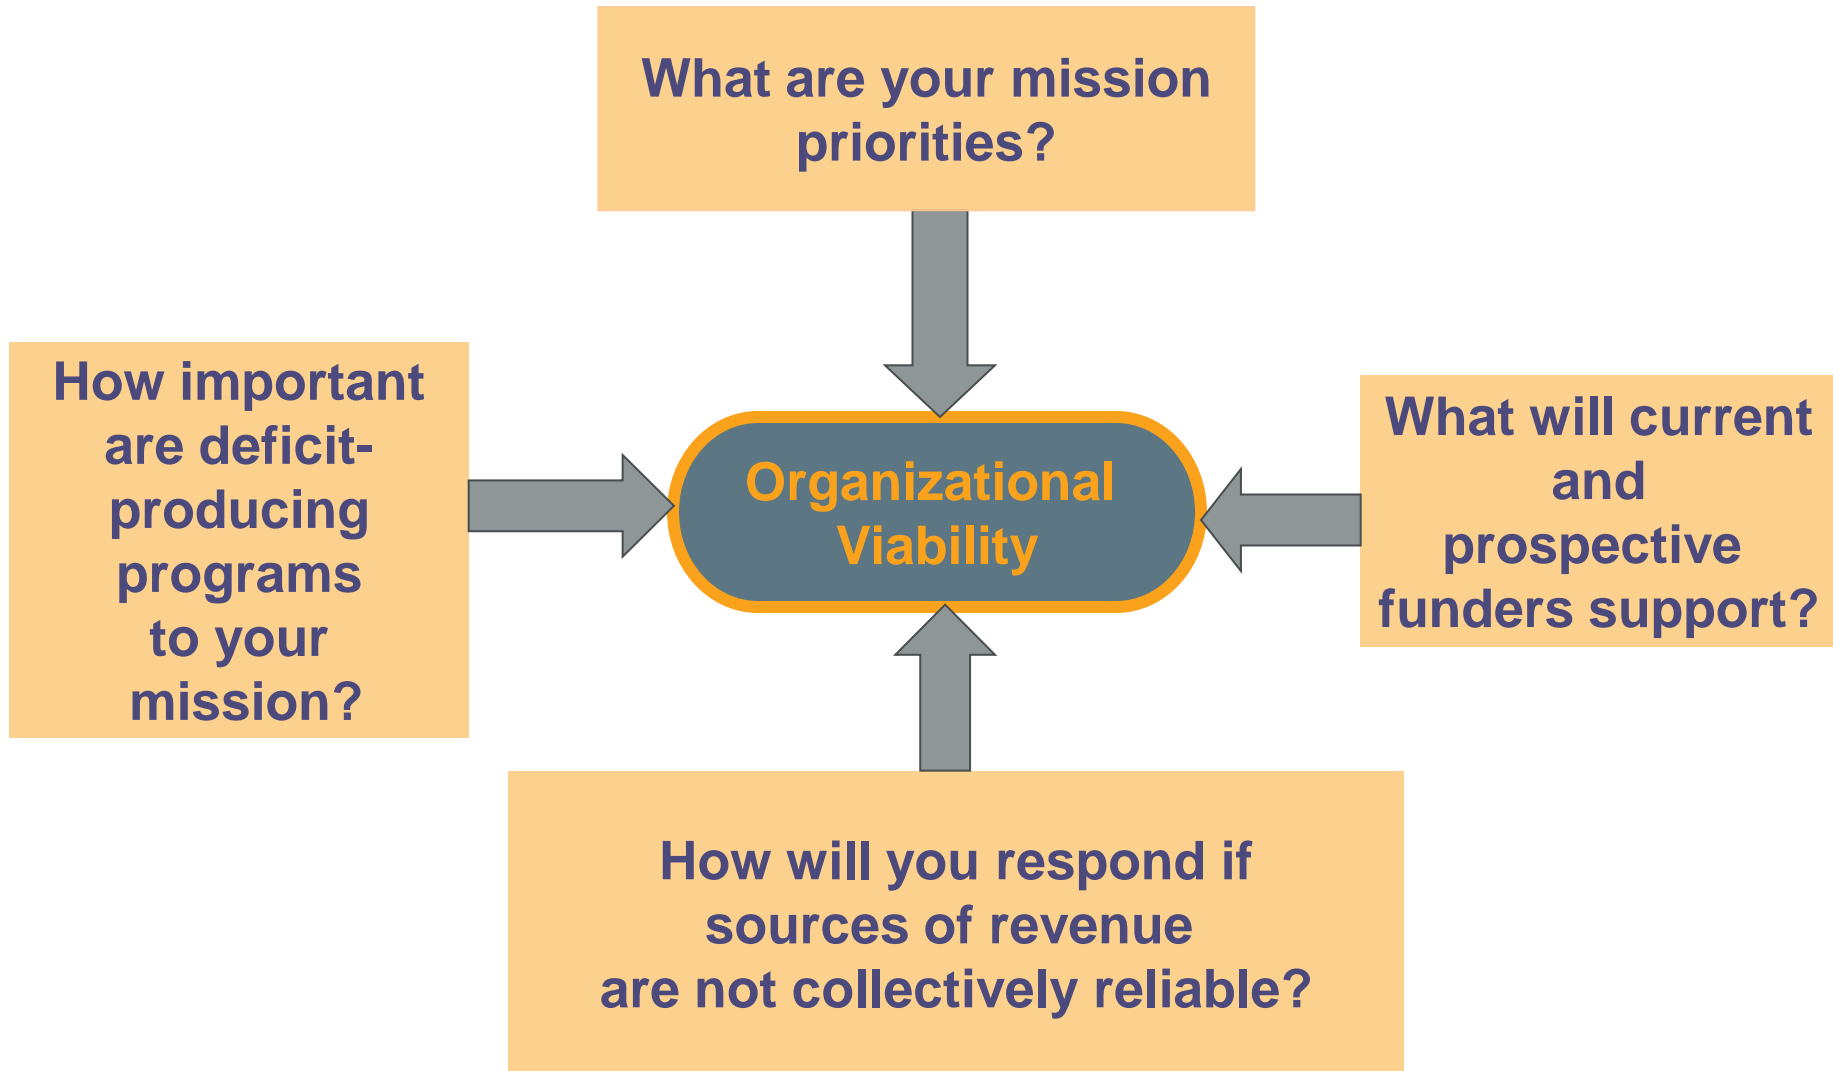 What are your mission
priorities?
How important
are deficit-
producing
programs
to your
mission?
Organizational
Viability
What will current
and
prospective
funders support?
How will you respond if
sources of revenue
are not collectively reliable?